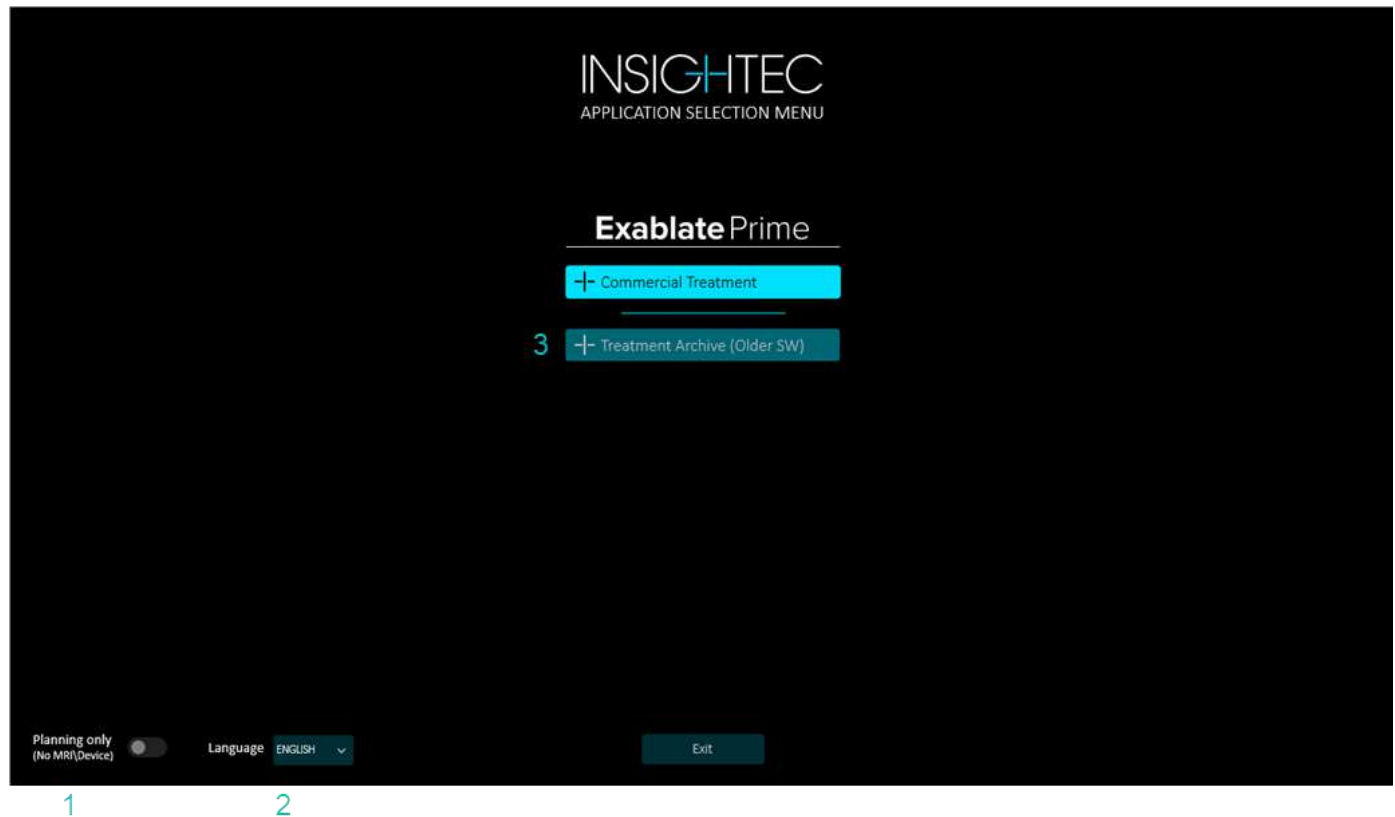 INSIGHTEC
APPLICATION SELECTION MENU
Exablate Prime
Commercial Treatment
3 Treatment Archive (Older SW)
Planning only
(No MRI\Device)
Language ENGLISH
Exit
1 2